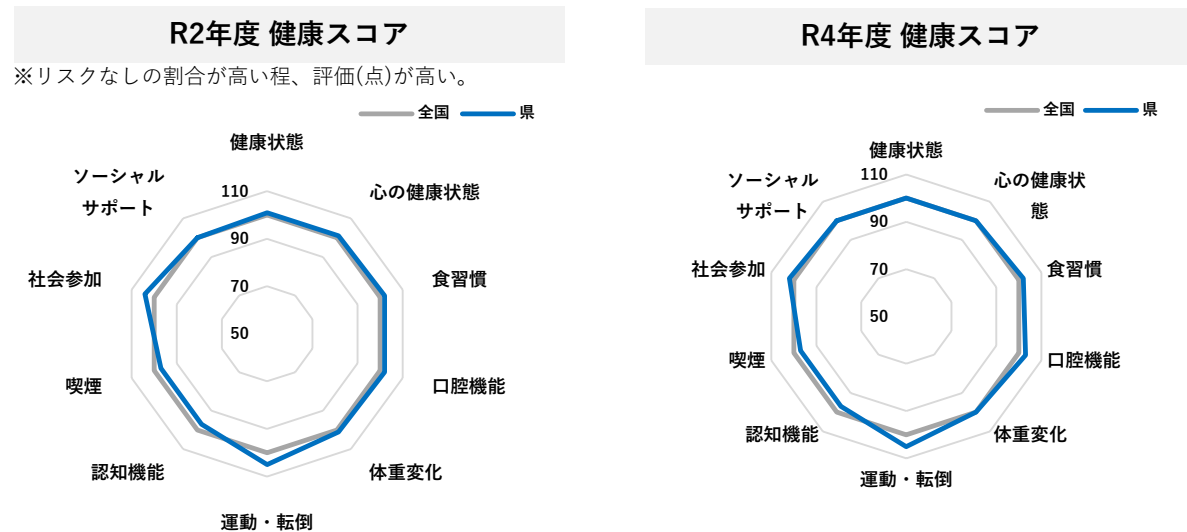 R2年度 健康スコア
※リスクなしの割合が高い程、評価(点)が高い。
全国 県
健康状態
心の健康状態
食習慣
口腔機能
体重変化
運動・転倒
認知機能
喫煙
社会参加
ソーシャル
サポート
110
90
70
50
R4年度 健康スコア
全国 県
健康状態
心の健康状
態
食習慣
口腔機能
体重変化
運動・転倒
認知機能
喫煙
社会参加
ソーシャル
サポート
110
90
70
50